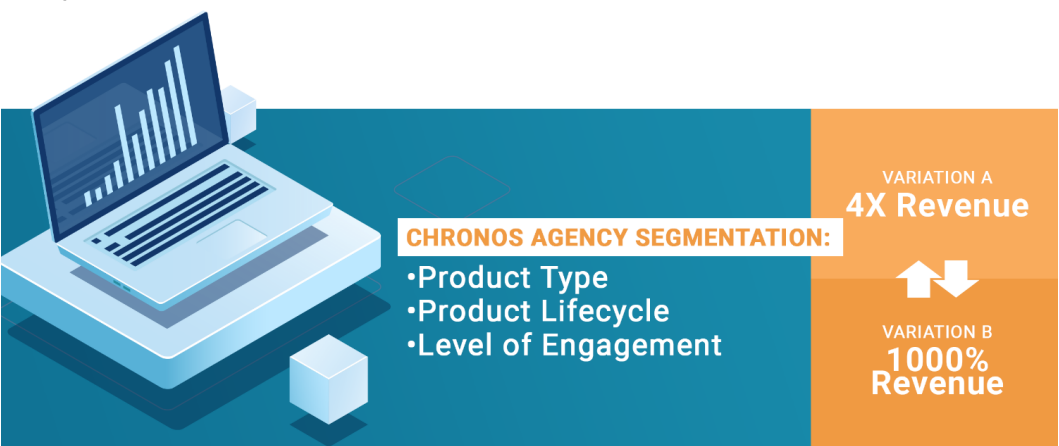 CHRONOS AGENCY SEGMENTATION:
•Product Type
•Product Lifecycle
•Level of Engagement
VARIATION A
4X Revenue
VARIATION B
1000%
Revenue